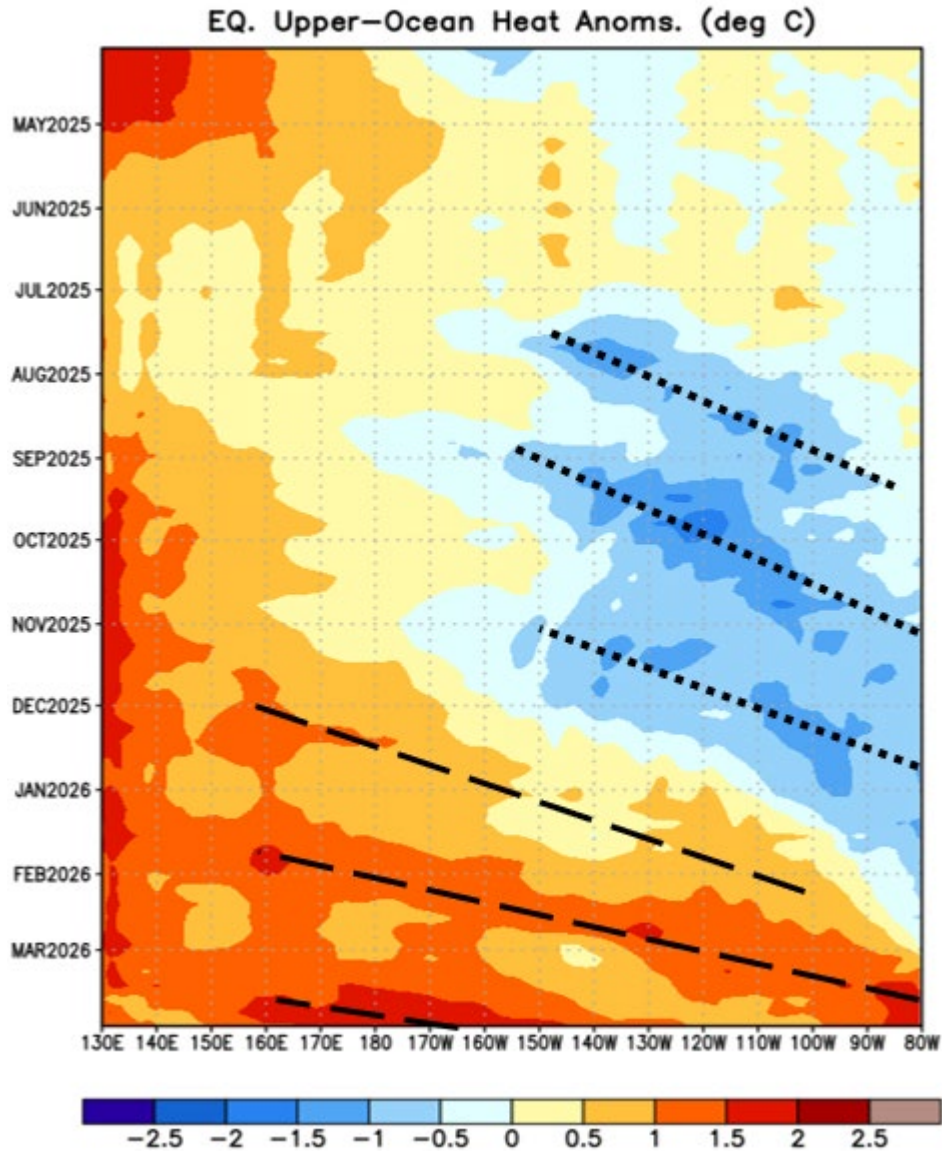 EQ. Upper-Ocean Heat Anoms. (deg C)
MAY2025
JUN2025
JUL2025
AUG2025
SEP2025
OCT2025
NOV2025
DEC2025
JAN2026
FEB2026
MAR2026
130E 140E 150E 160E 170E 180 170W 160W 150W 140W 130W 120W 110W 100W 90W 80W
-2.5 -2 -1.5 -1 -0.5 0 0.5 1 1.5 2 2.5